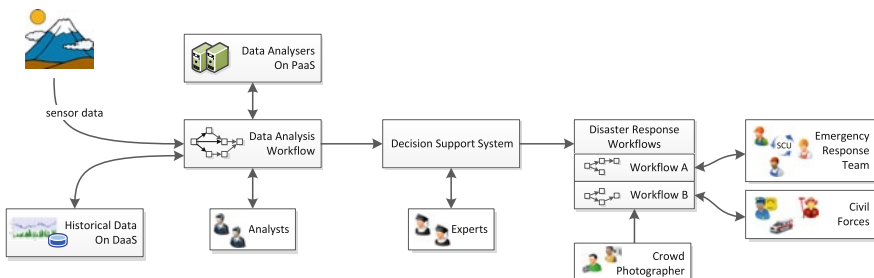 Data Analysers
On PaaS
sensor data
Data Analysis
Workflow
Decision Support System
Disaster Response
Workflows
Workflow A
Workflow B
SCU
Emergency
Response
Team
Historical Data
On DaaS
Analysts
Experts
Civil
Forces
Crowd
Photographer